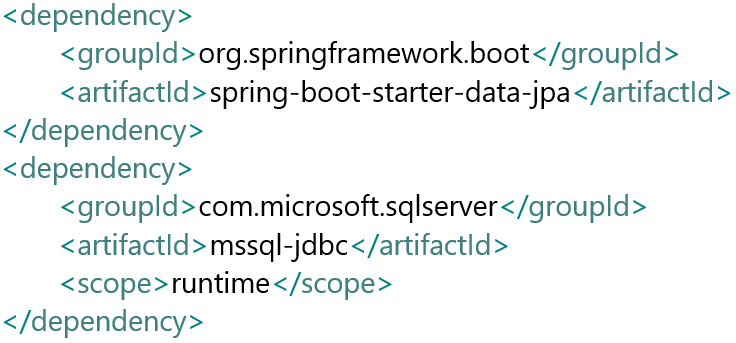 <dependency>
<groupId>org.springframework.boot</groupId>
<artifactId>spring-boot-starter-data-jpa</artifactId>
</dependency>
<dependency>
<groupId>com.microsoft.sqlserver</groupId>
<artifactId>mssql-jdbc</artifactId>
<scope>runtime</scope>
</dependency>